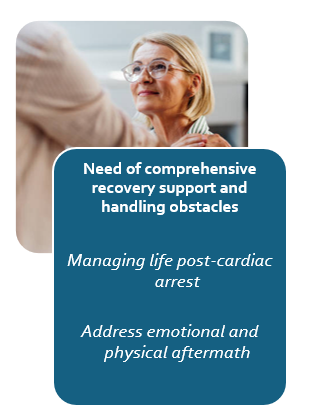 Need of comprehensive
recovery support and
handling obstacles
Managing life post-cardiac
arrest
Address emotional and
physical aftermath